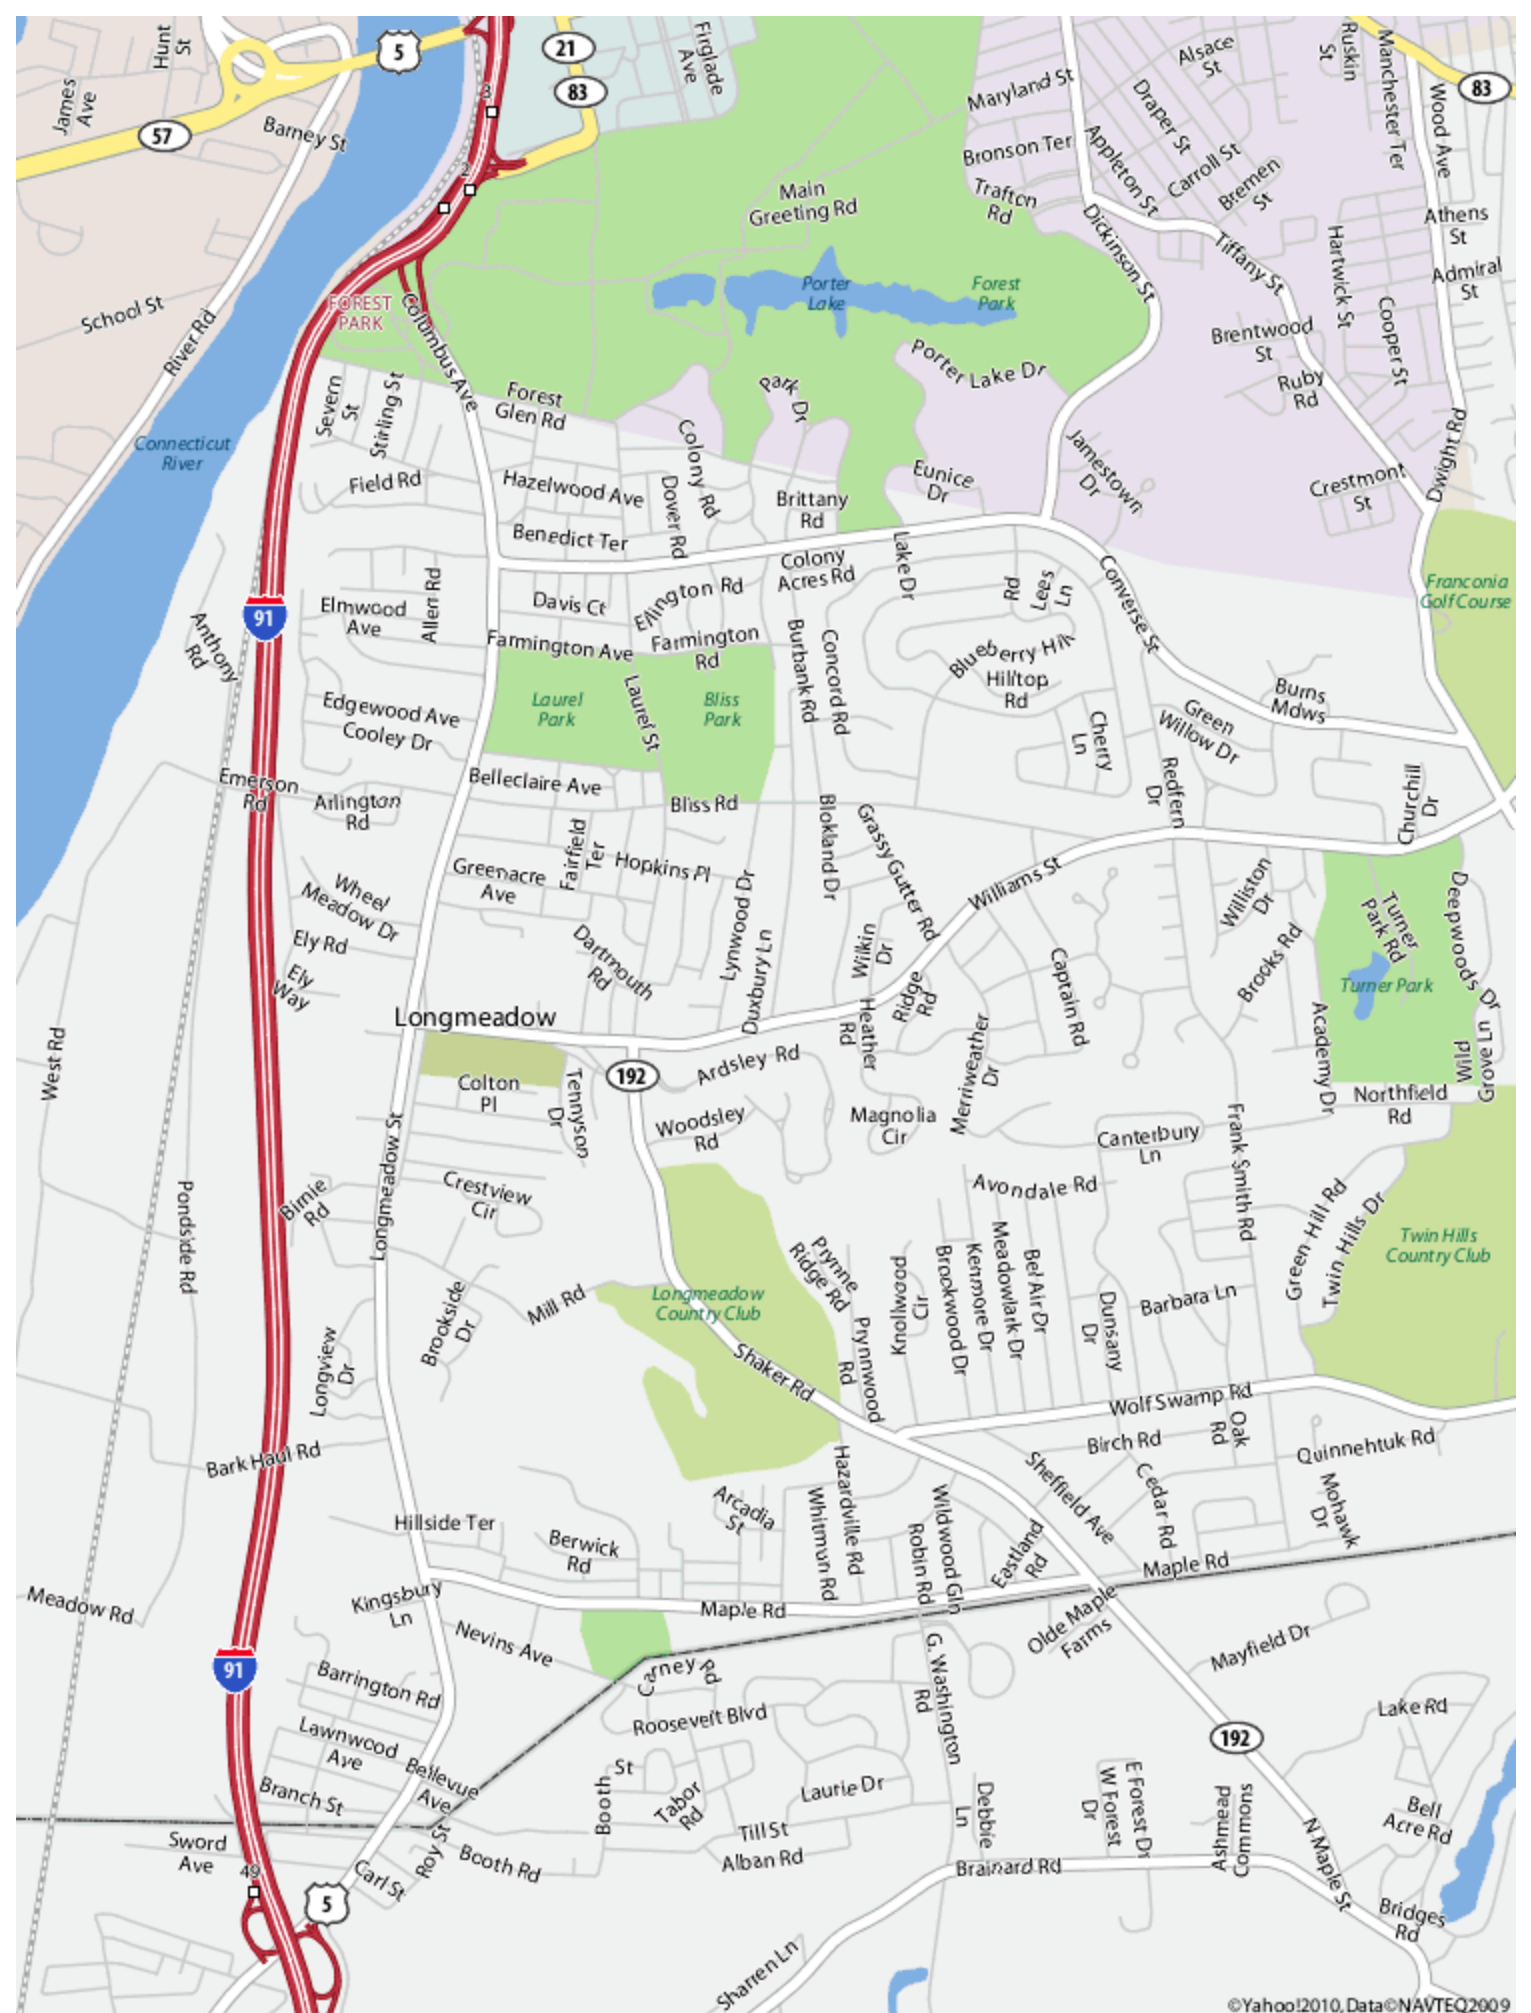 Hunt
St
5
21
83
Firglade
Ave
Alsace
St
Ruskin
St
Manchester Ter
83
James
Ave
57
Barney St
3
2
Maryland St
Draper St
Wood Ave
Bronson Ter
Appleton St
Carroll St
Bremen
St
Trafton
Rd
Main
Greeting Rd
Dickinson St
Tiffany St
Athens
St
Hartwick St
Admiral
St
Porter
Lake
Forest
Park
FOREST
PARK
Columbus Ave
School St
River Rd
Brentwood
St
Cooper St
Porter Lake Dr
Ruby
Rd
Severn
St
Stirling St
Forest
Glen Rd
Park Dr
Connecticut
River
Colony Rd
Jamestown
Dr
Dwight Rd
Field Rd
Hazelwood Ave
Dover Rd
Eunice
Dr
Crestmont
St
Brittany
Rd
Benedict Ter
Colony
Acres Rd
Lake Dr
Converse St
Rd
Lees
Ln
Franconia
Golf Course
91
Elmwood
Ave
Allen Rd
Davis Ct
Ellington Rd
Anthony
Rd
Farmington Ave
Farmington
Rd
Burbank Rd
Concord Rd
Blueberry Hill
Hilltop
Rd
Laurel
Park
Laurel St
Bliss
Park
Burns
Mdws
Edgewood Ave
Cooley Dr
Cherry
Ln
Green
Willow Dr
Emerson
Rd
Arlington
Rd
Belleclaire Ave
Bliss Rd
Redfern
Dr
Churchill
Dr
Blokland Dr
Grassy Gutter Rd
Fairfield
Ter
Hopkins Pl
Greenacre
Ave
Williams St
Wheel
Meadow Dr
Lynwood Dr
Williston
Dr
Turner
Park Rd
Deepwoods Dr
Ely Rd
Ely
Way
Dartmouth
Rd
Duxbury Ln
Wilkin
Dr
Captain Rd
Brooks Rd
Turner Park
Longmeadow
Ridge
Rd
Heather
Rd
Academy Dr
Wild
Grove Ln
West Rd
192
Ardsley Rd
Merriweather
Dr
Colton
Pl
Tennyson
Dr
Northfield
Rd
Woodsley
Rd
Magnolia
Cir
Canterbury
Ln
Frank Smith Rd
Longmeadow St
Pondside Rd
Birnie
Rd
Crestview
Cir
Avondale Rd
Green Hill Rd
Twin Hills Dr
Twin Hills
Country Club
Prynne
Ridge Rd
Knollwood
Cir
Brookwood Dr
Kenmore Dr
Meadowlark Dr
Bel Air Dr
Barbara Ln
Brookside
Dr
Mill Rd
Longmeadow
Country Club
Dunsany
Dr
Longview
Dr
Prynnwood
Rd
Shaker Rd
Wolf Swamp Rd
Oak
Rd
Birch Rd
Quinnehtuk Rd
Bark Haul Rd
Hazardville Rd
Sheffield Ave
Cedar Rd
Mohawk
Dr
Arcadia
St
Whitmun Rd
Wildwood Gln
Robin Rd
Hillside Ter
Berwick
Rd
Eastland
Rd
Maple Rd
Meadow Rd
Kingsbury
Ln
Maple Rd
Olde Maple
Farms
Nevins Ave
G. Washington
Rd
Mayfield Dr
91
Barrington Rd
Carney Rd
Lake Rd
Lawnwood
Ave
Roosevelt Blvd
192
Bellevue
Ave
Booth
St
Branch St
Tabor
Rd
Laurie Dr
Debbie
Ln
E Forest Dr
W Forest
Dr
Ashmead
Commons
Bell
Acre Rd
Till St
N Maple St
Sword
Ave
Roy St
Booth Rd
Alban Rd
Brainard Rd
49
Carl St
5
Bridges
Rd
Sharren Ln
©Yahoo!2010, Data©NAVTEQ2009